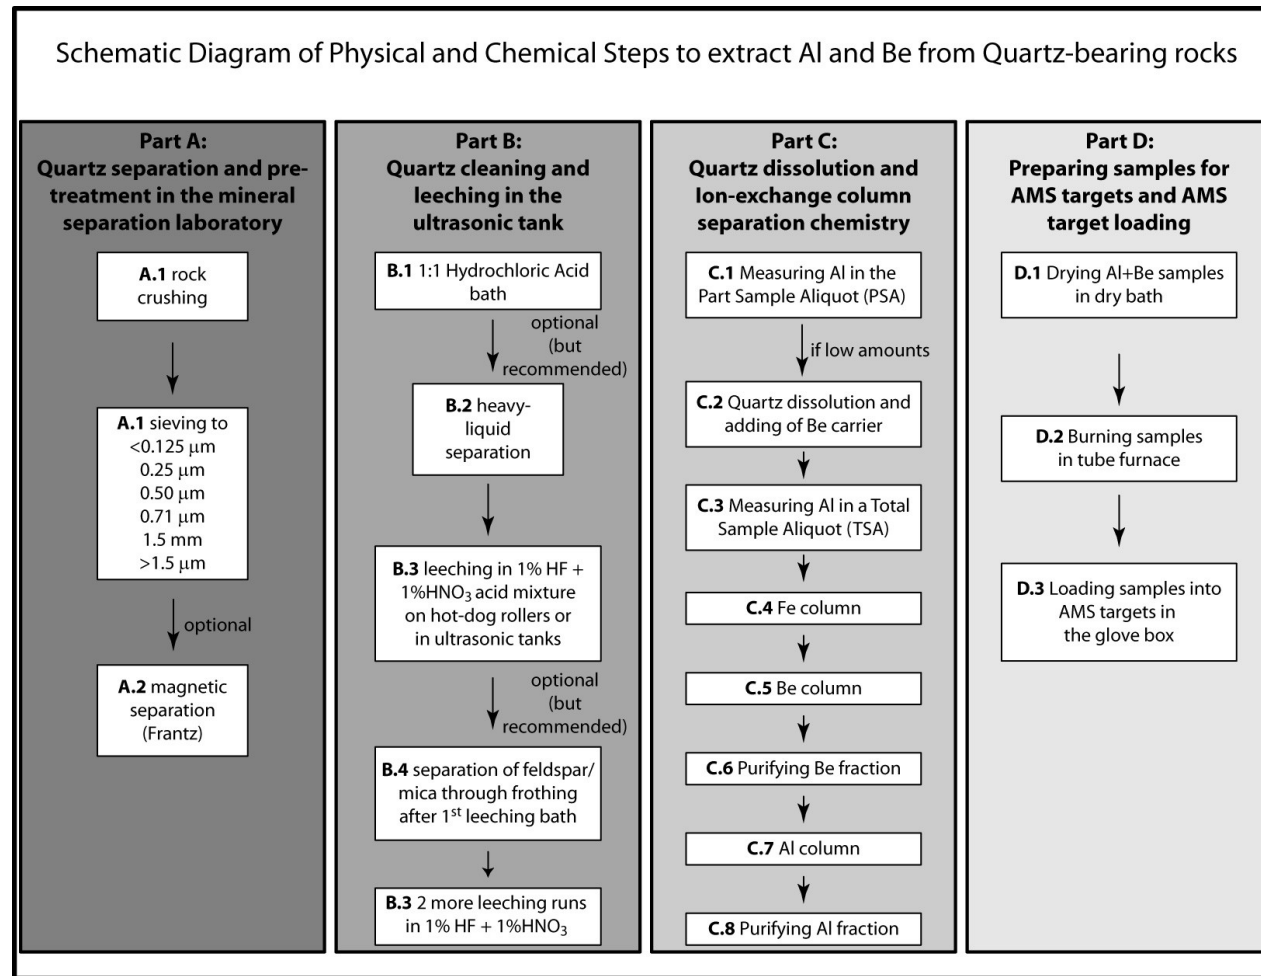 Schematic Diagram of Physical and Chemical Steps to extract Al and Be from Quartz-bearing rocks
Part A:
Quartz separation and pre-
treatment in the mineral
separation laboratory
A.1 rock
crushing
A.1 sieving to
<0.125 µm
0.25 µm
0.50 µm
0.71 µm
1.5 mm
>1.5 µm
optional
A.2 magnetic
separation
(Frantz)
Part B:
Quartz cleaning and
leeching in the
ultrasonic tank
B.1 1:1 Hydrochloric Acid
bath
optional
(but
recommended)
B.2 heavy-
liquid
separation
B.3 leeching in 1% HF +
1%HNO₃ acid mixture
on hot-dog rollers or
in ultrasonic tanks
optional
(but
recommended)
B.4 separation of feldspar/
mica through frothing
after 1st leeching bath
B.3 2 more leeching runs
in 1% HF + 1%HNO₃
Part C:
Quartz dissolution and
Ion-exchange column
separation chemistry
C.1 Measuring Al in the
Part Sample Aliquot (PSA)
if low amounts
C.2 Quartz dissolution and
adding of Be carrier
C.3 Measuring Al in a Total
Sample Aliquot (TSA)
C.4 Fe column
C.5 Be column
C.6 Purifying Be fraction
C.7 Al column
C.8 Purifying Al fraction
Part D:
Preparing samples for
AMS targets and AMS
target loading
D.1 Drying Al+Be samples
in dry bath
D.2 Burning samples
in tube furnace
D.3 Loading samples into
AMS targets in
the glove box